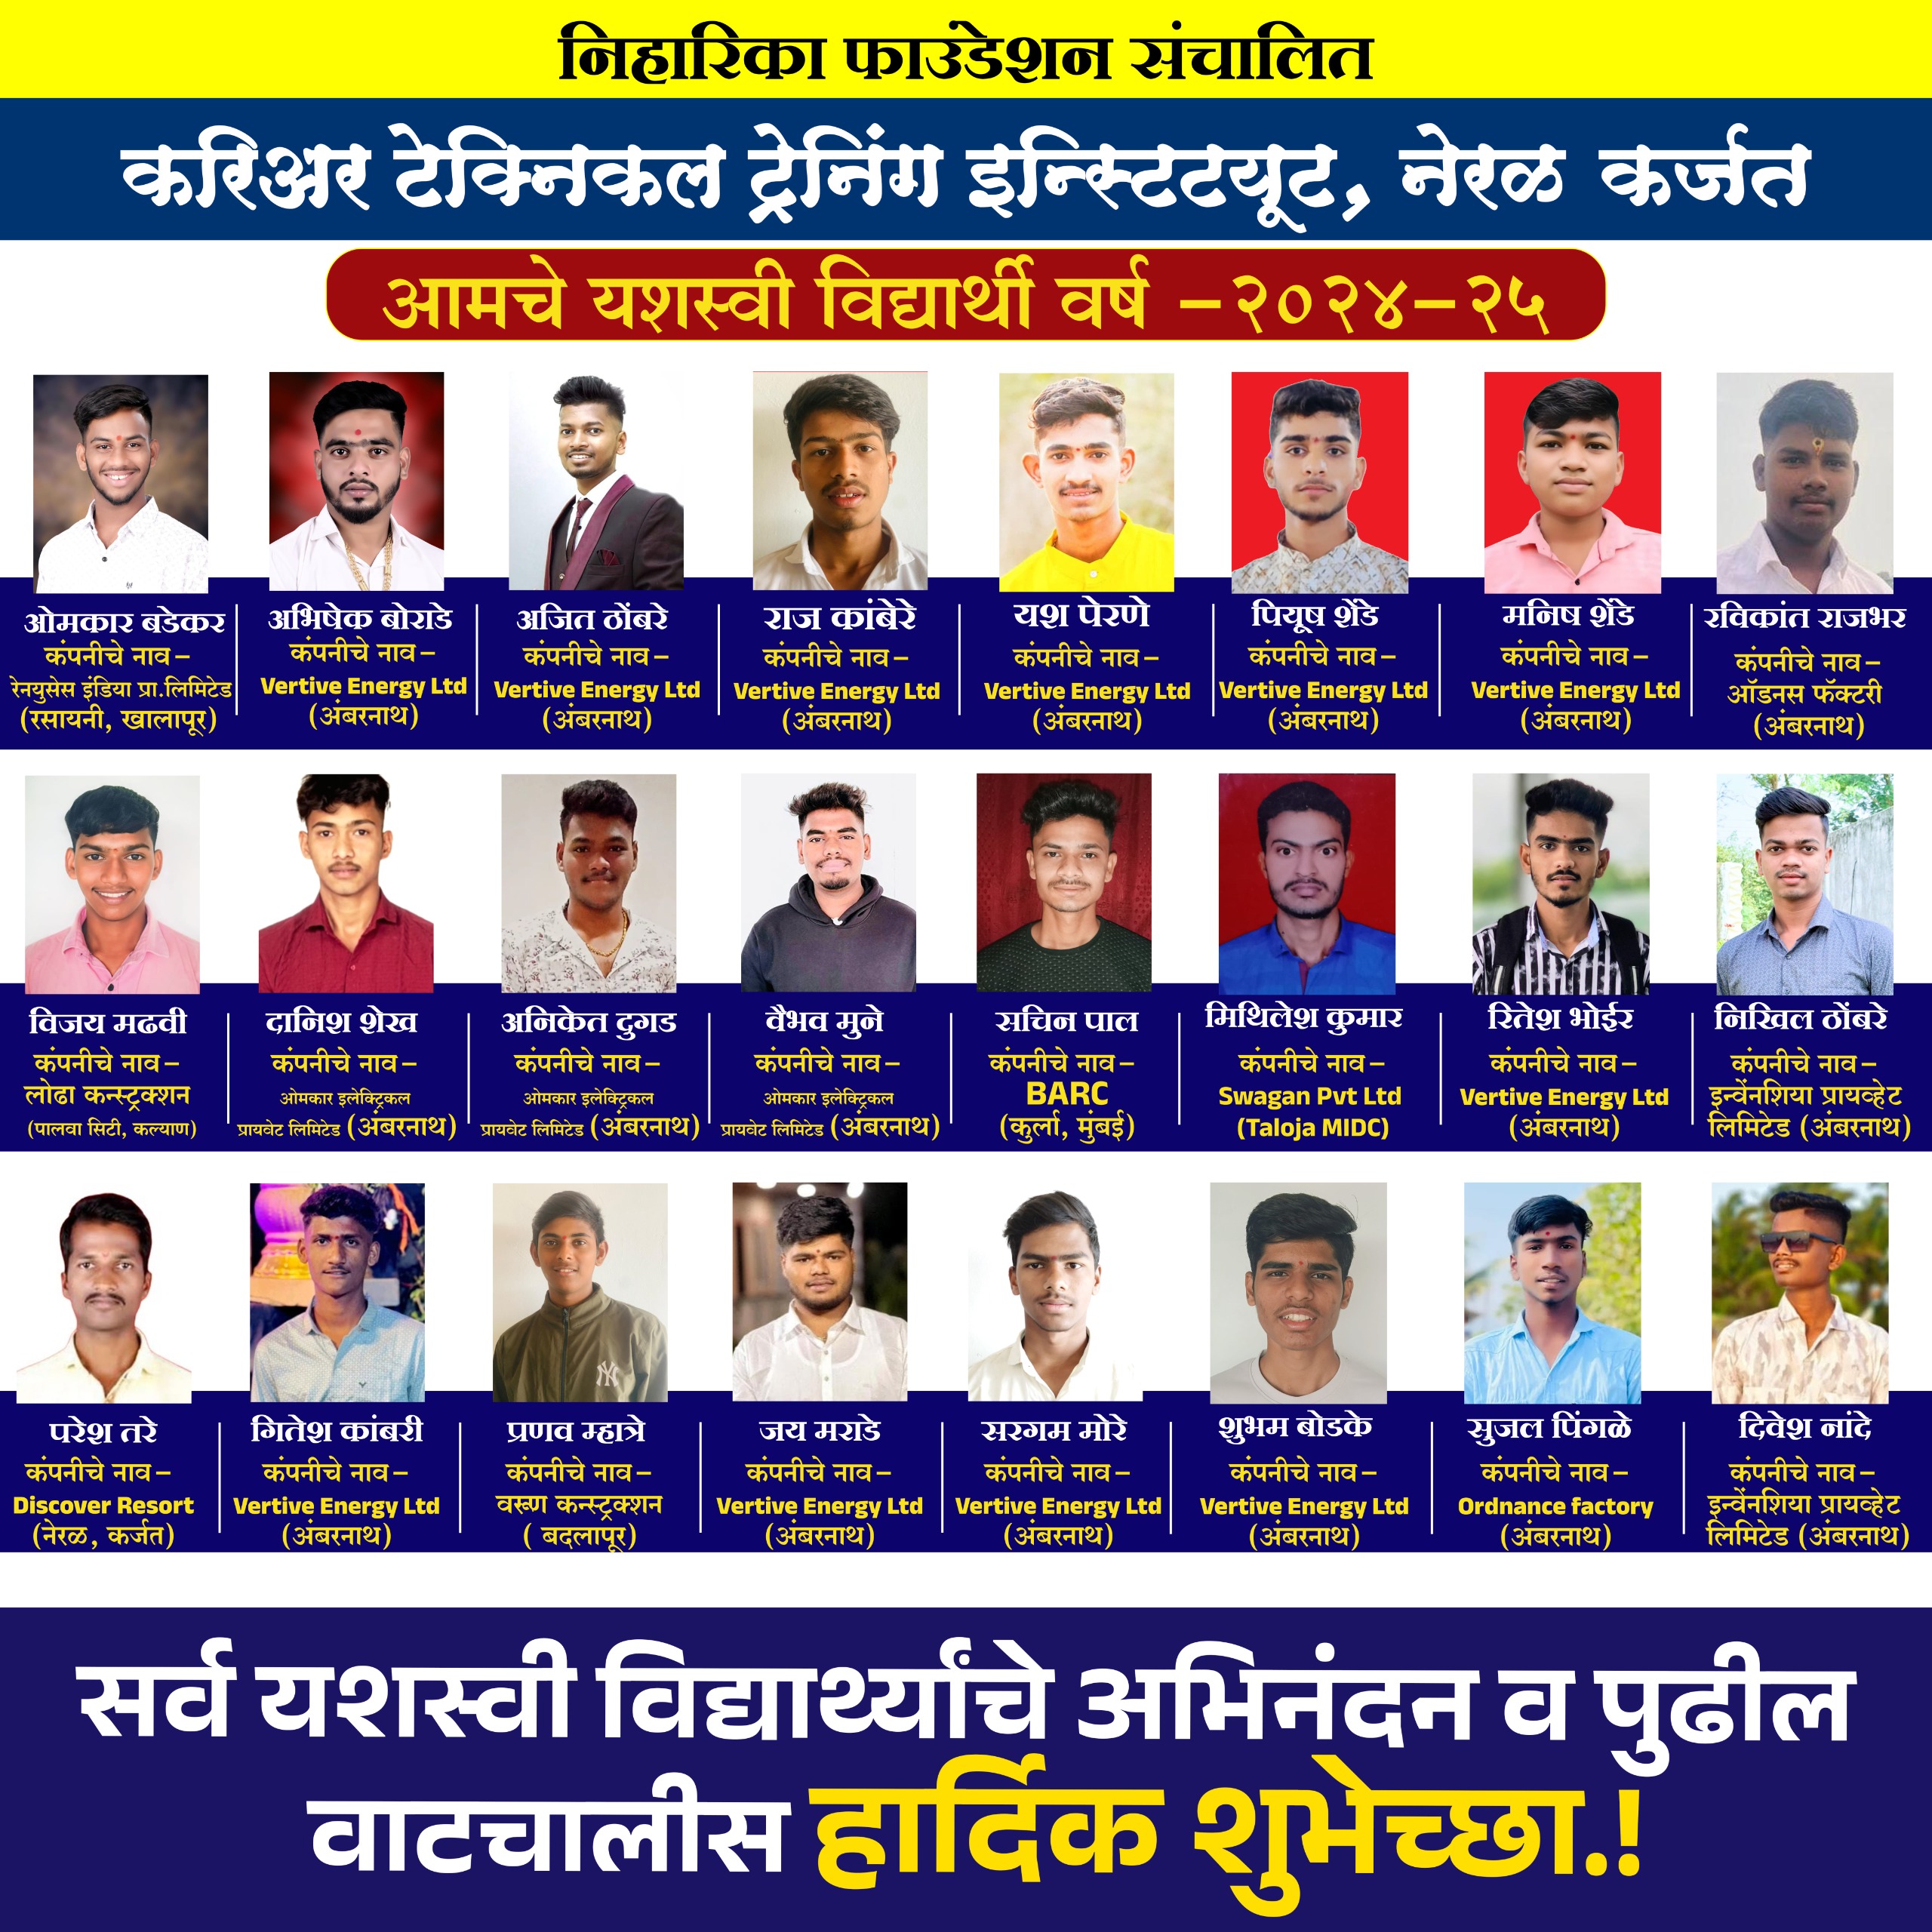 निहारिका फाउंडेशन संचालित
करिअर टेक्निकल ट्रेनिंग इन्स्टिटयूट, नेरळ कर्जत
आमचे यशस्वी विद्यार्थी वर्ष –२०२४–२५
ओमकार बडेकर
कंपनीचे नाव–
रेनयुसेस इंडिया प्रा.लिमिटेड
(रसायनी, खालापूर)
अभिषेक बोराडे
कंपनीचे नाव–
Vertive Energy Ltd
(अंबरनाथ)
अजित ठोंबरे
कंपनीचे नाव–
Vertive Energy Ltd
(अंबरनाथ)
राज कांबेरे
कंपनीचे नाव–
Vertive Energy Ltd
(अंबरनाथ)
यश पेरणे
कंपनीचे नाव–
Vertive Energy Ltd
(अंबरनाथ)
पियूष शेंडे
कंपनीचे नाव–
Vertive Energy Ltd
(अंबरनाथ)
मनिष शेंडे
कंपनीचे नाव–
Vertive Energy Ltd
(अंबरनाथ)
रविकांत राजभर
कंपनीचे नाव–
ऑडनस फॅक्टरी
(अंबरनाथ)
विजय मढवी
कंपनीचे नाव–
लोढा कन्स्ट्रक्शन
(पालवा सिटी, कल्याण)
दानिश शेख
कंपनीचे नाव–
ओमकार इलेक्ट्रिकल
प्रायवेट लिमिटेड (अंबरनाथ)
अनिकेत दुगड
कंपनीचे नाव–
ओमकार इलेक्ट्रिकल
प्रायवेट लिमिटेड (अंबरनाथ)
वैभव मुने
कंपनीचे नाव–
ओमकार इलेक्ट्रिकल
प्रायवेट लिमिटेड (अंबरनाथ)
सचिन पाल
कंपनीचे नाव–
BARC
(कुर्ला, मुंबई)
मिथिलेश कुमार
कंपनीचे नाव–
Swagan Pvt Ltd
(Taloja MIDC)
रितेश भोईर
कंपनीचे नाव–
Vertive Energy Ltd
(अंबरनाथ)
निखिल ठोंबरे
कंपनीचे नाव–
इन्वेंनशिया प्रायव्हेट
लिमिटेड (अंबरनाथ)
परेश तरे
कंपनीचे नाव–
Discover Resort
(नेरळ, कर्जत)
गितेश कांबरी
कंपनीचे नाव–
Vertive Energy Ltd
(अंबरनाथ)
प्रणव म्हात्रे
कंपनीचे नाव–
वरुण कन्स्ट्रक्शन
( बदलापूर)
जय मराडे
कंपनीचे नाव–
Vertive Energy Ltd
(अंबरनाथ)
सरगम मोरे
कंपनीचे नाव–
Vertive Energy Ltd
(अंबरनाथ)
शुभम बोडके
कंपनीचे नाव–
Vertive Energy Ltd
(अंबरनाथ)
सुजल पिंगळे
कंपनीचे नाव–
Ordnance factory
(अंबरनाथ)
दिवेश नांदे
कंपनीचे नाव–
इन्वेंनशिया प्रायव्हेट
लिमिटेड (अंबरनाथ)
सर्व यशस्वी विद्यार्थ्यांचे अभिनंदन व पुढील
वाटचालीस हार्दिक शुभेच्छा.!